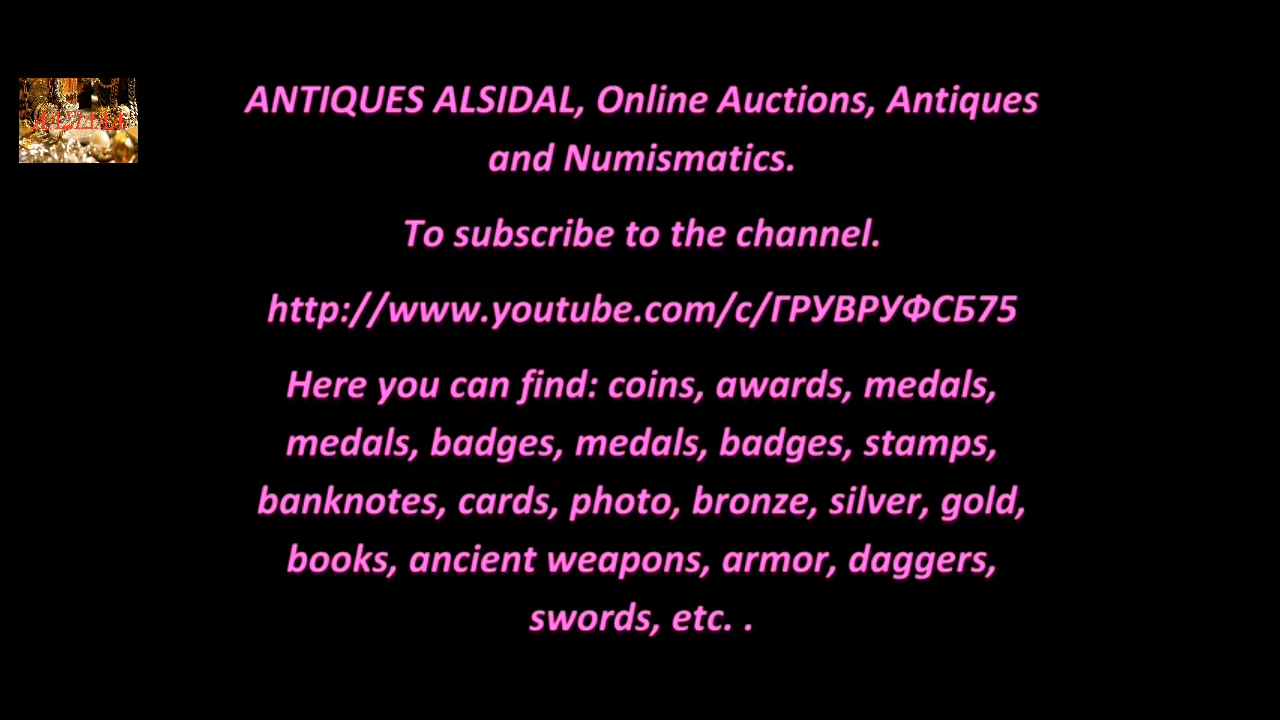 ANTIQUES ALSIDAL, Online Auctions, Antiques
and Numismatics.
To subscribe to the channel.
http://www.youtube.com/c/ГРУВРУФСБ75
Here you can find: coins, awards, medals,
medals, badges, medals, badges, stamps,
banknotes, cards, photo, bronze, silver, gold,
books, ancient weapons, armor, daggers,
swords, etc. .